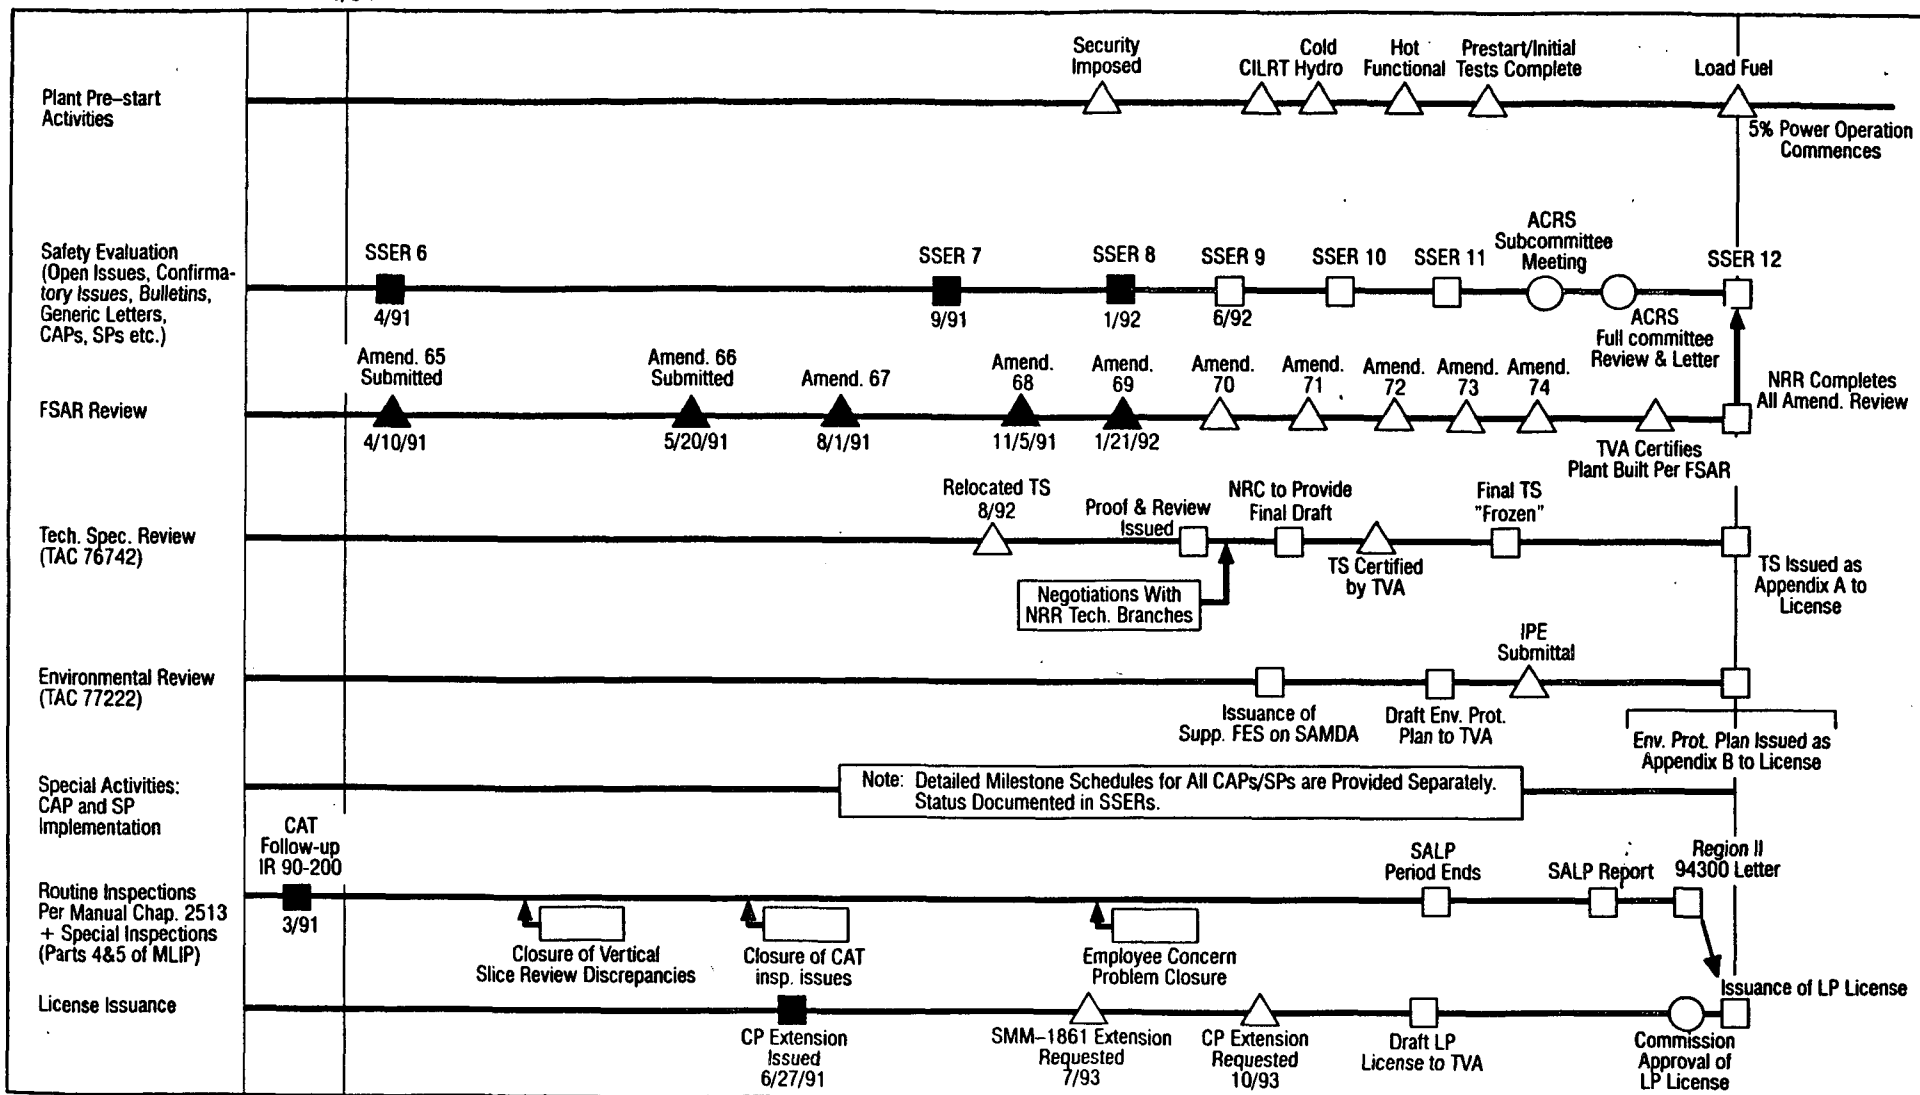 Security
Imposed
CILRT
Cold
Hydro
Hot
Functional
Prestart/Initial
Tests Complete
Load Fuel
Plant Pre–start
Activities
5% Power Operation
Commences
Safety Evaluation
(Open Issues, Confirma-
tory Issues, Bulletins,
Generic Letters,
CAPs, SPs etc.)
SSER 6
4/91
SSER 7
9/91
SSER 8
1/92
SSER 9
6/92
SSER 10
SSER 11
ACRS
Subcommittee
Meeting
ACRS
Full committee
Review & Letter
SSER 12
FSAR Review
Amend. 65
Submitted
4/10/91
Amend. 66
Submitted
5/20/91
Amend. 67
8/1/91
Amend.
68
11/5/91
Amend.
69
1/21/92
Amend.
70
Amend.
71
Amend.
72
Amend.
73
Amend.
74
TVA Certifies
Plant Built Per FSAR
NRR Completes
All Amend. Review
Tech. Spec. Review
(TAC 76742)
Relocated TS
8/92
Proof & Review
Issued
Negotiations With
NRR Tech. Branches
NRC to Provide
Final Draft
TS Certified
by TVA
Final TS
"Frozen"
TS Issued as
Appendix A to
License
Environmental Review
(TAC 77222)
Issuance of
Supp. FES on SAMDA
Draft Env. Prot.
Plan to TVA
IPE
Submittal
Env. Prot. Plan Issued as
Appendix B to License
Special Activities:
CAP and SP
Implementation
Note: Detailed Milestone Schedules for All CAPs/SPs are Provided Separately.
Status Documented in SSERs.
Routine Inspections
Per Manual Chap. 2513
+ Special Inspections
(Parts 4&5 of MLIP)
CAT
Follow-up
IR 90-200
3/91
Closure of Vertical
Slice Review Discrepancies
Closure of CAT
insp. issues
Employee Concern
Problem Closure
SALP
Period Ends
SALP Report
Region II
94300 Letter
License Issuance
CP Extension
Issued
6/27/91
SMM–1861 Extension
Requested
7/93
CP Extension
Requested
10/93
Draft LP
License to TVA
Commission
Approval of
LP License
Issuance of LP License